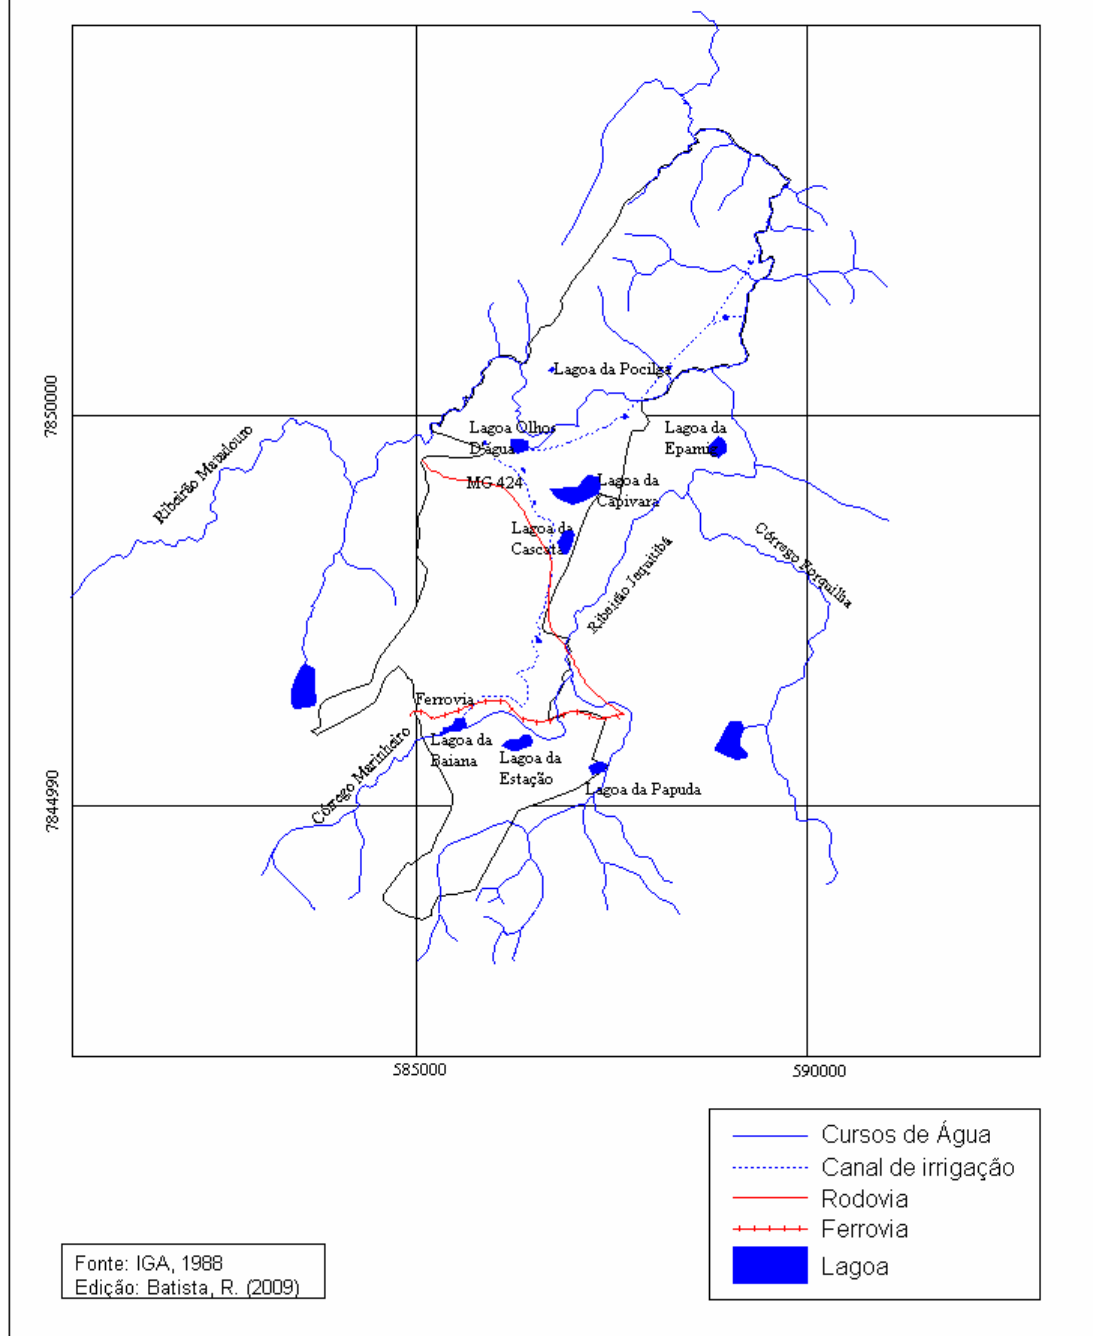 7850000
Ribeirão Matadouro
Lagoa da Pocilga
Lagoa Olhos
D'água
Lagoa da
Epamig
MG 424
Lagoa da
Capivara
Lagoa da
Cascata
Ribeirão Jequitibá
Córrego Forquilha
Ferrovia
Lagoa da
Baiana
Lagoa da
Estação
Córrego Marinheiro
Lagoa da Papuda
7844990
585000
590000
Cursos de Água
Canal de irrigação
Rodovia
Ferrovia
Lagoa
Fonte: IGA, 1988
Edição: Batista, R. (2009)